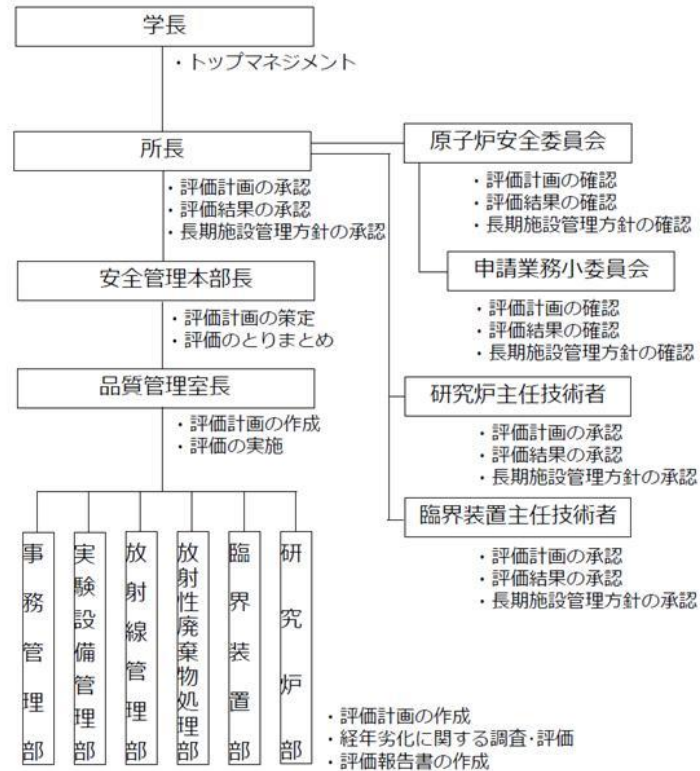 学長
・トップマネジメント
所長
・評価計画の承認
・評価結果の承認
・長期施設管理方針の承認
原子炉安全委員会
・評価計画の確認
・評価結果の確認
・長期施設管理方針の確認
申請業務小委員会
・評価計画の確認
・評価結果の確認
・長期施設管理方針の確認
安全管理本部長
・評価計画の策定
・評価のとりまとめ
品質管理室長
・評価計画の作成
・評価の実施
研究炉主任技術者
・評価計画の承認
・評価結果の承認
・長期施設管理方針の承認
臨界装置主任技術者
・評価計画の承認
・評価結果の承認
・長期施設管理方針の承認
事務管理部
実験設備管理部
放射線管理部
放射性廃棄物処理部
臨界装置部
研究炉部
・評価計画の作成
・経年劣化に関する調査・評価
・評価報告書の作成